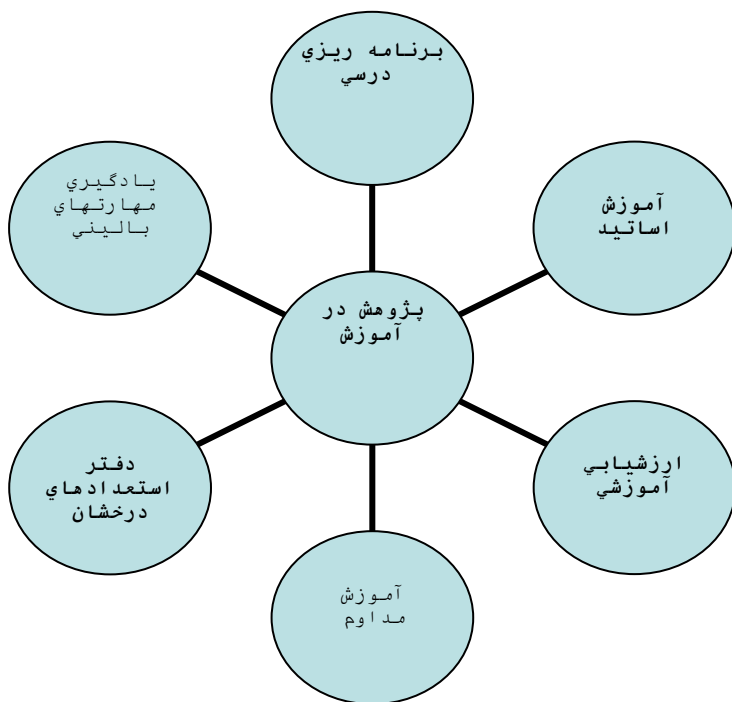 برنامه ريزي
درسي
آموزش
اساتيد
يادگيري
مهارتهاي
باليني
پژوهش در
آموزش
ارزشيابي
آموزشي
دفتر
استعدادهاي
درخشان
آموزش
مداوم